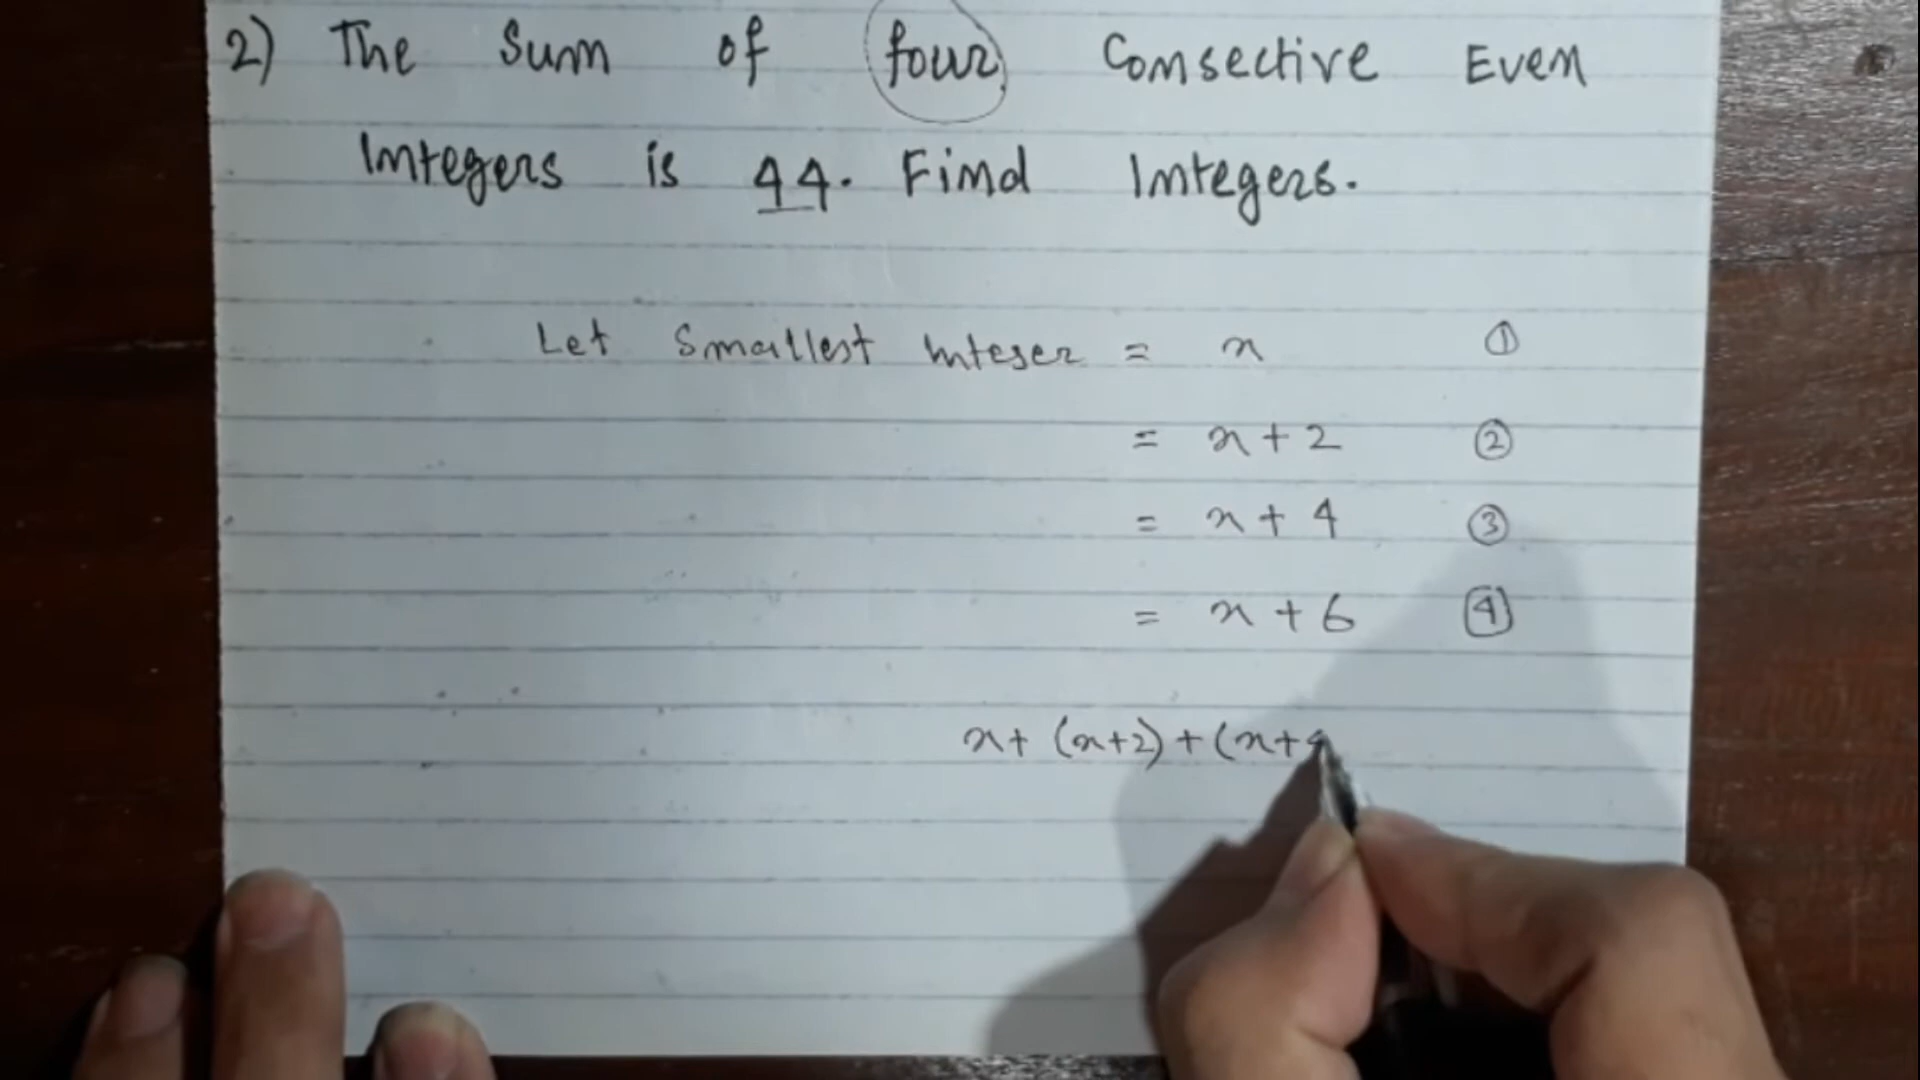 2) The Sum of four Consective Even
Integers is 44. Find Integers.
Let Smallest Integer = x ①
= x + 2 ②
= x + 4 ③
= x + 6 ④
x + (x+2) + (x+4